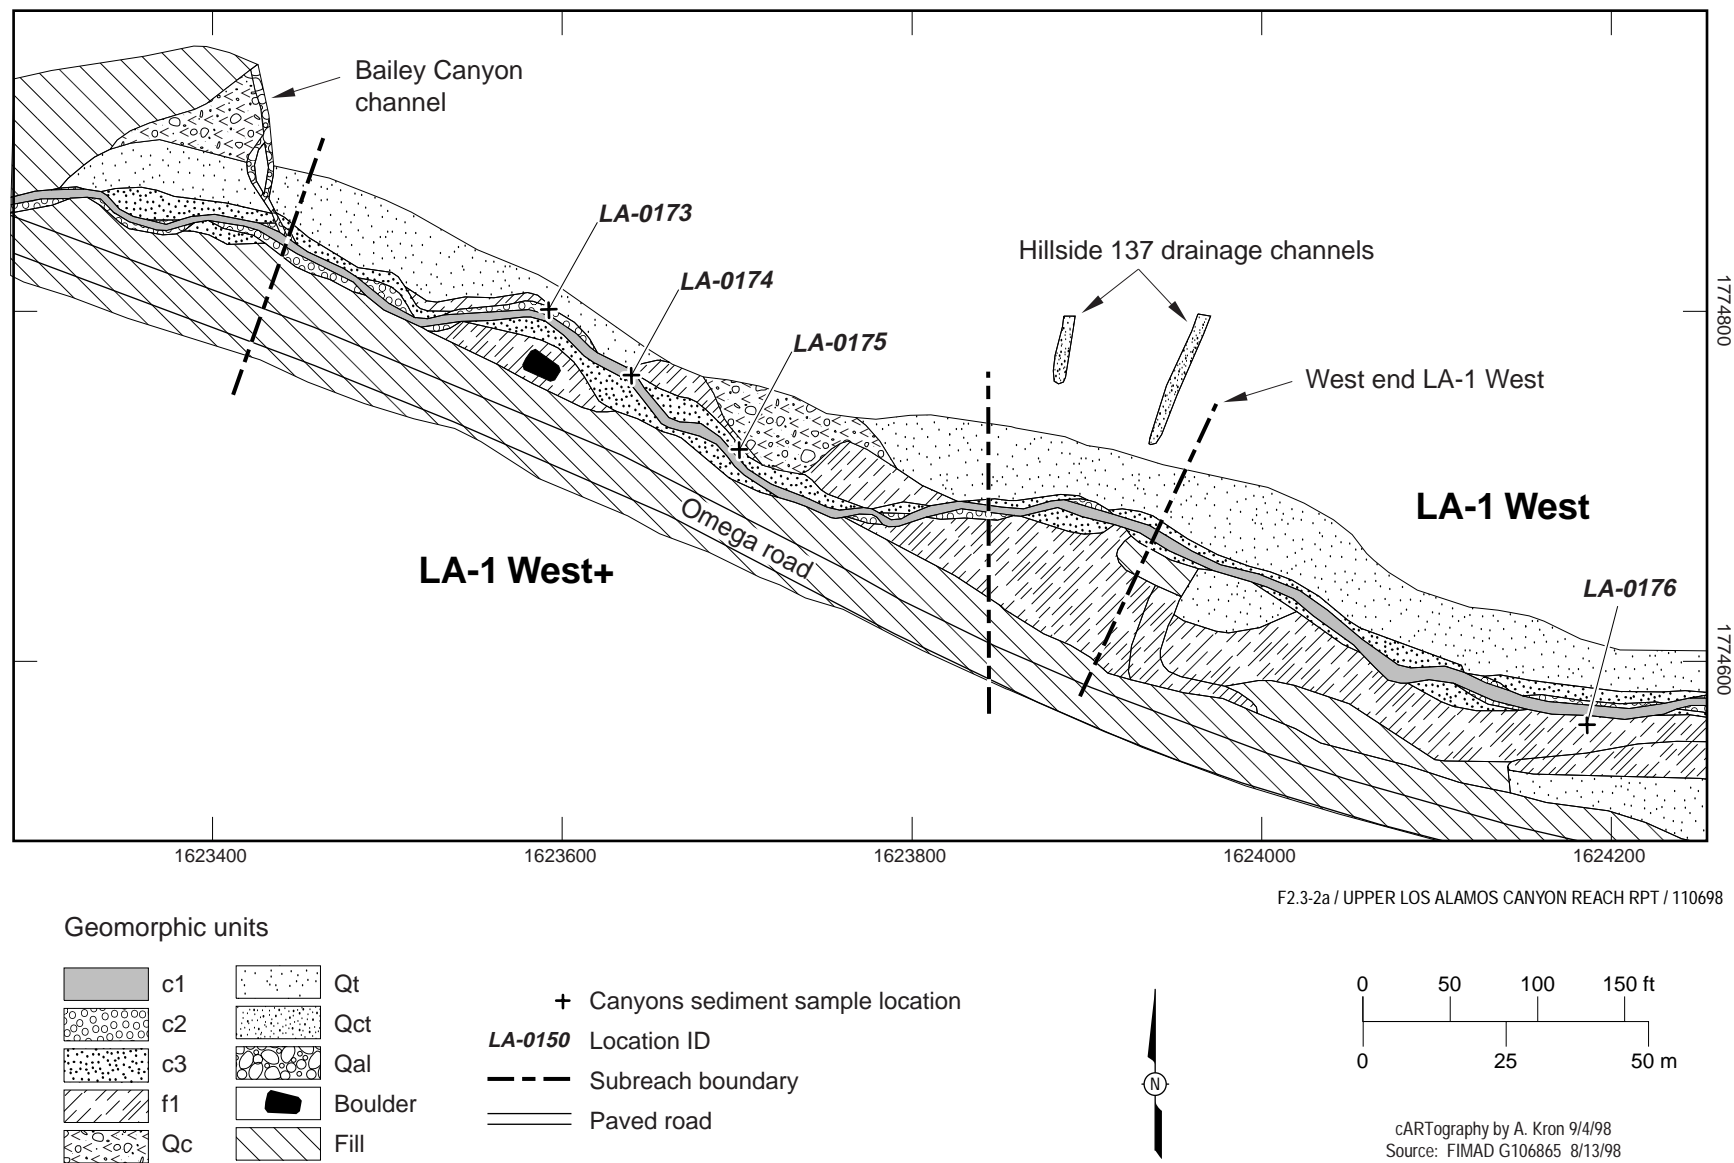 Bailey Canyon
channel
LA-0173
LA-0174
Hillside 137 drainage channels
LA-0175
West end LA-1 West
1774800
LA-1 West
Omega road
LA-1 West+
LA-0176
1774600
1623400
1623600
1623800
1624000
1624200
F2.3-2a / UPPER LOS ALAMOS CANYON REACH RPT / 110698
Geomorphic units
c1
c2
c3
f1
Qc
Qt
Qct
Qal
Boulder
Fill
+ Canyons sediment sample location
LA-0150 Location ID
Subreach boundary
Paved road
N
0 50 100 150 ft
0 25 50 m
cARTography by A. Kron 9/4/98
Source: FIMAD G106865 8/13/98